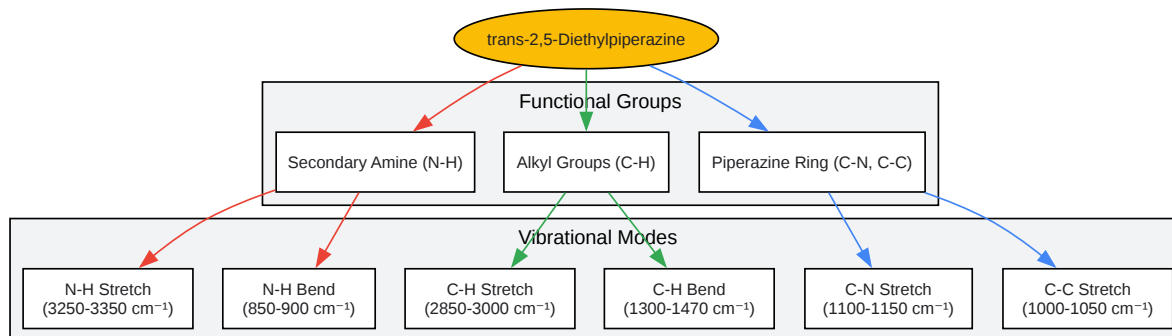 trans-2,5-Diethylpiperazine
Functional Groups
Secondary Amine (N-H)
Alkyl Groups (C-H)
Piperazine Ring (C-N, C-C)
Vibrational Modes
N-H Stretch
(3250-3350 cm⁻¹)
N-H Bend
(850-900 cm⁻¹)
C-H Stretch
(2850-3000 cm⁻¹)
C-H Bend
(1300-1470 cm⁻¹)
C-N Stretch
(1100-1150 cm⁻¹)
C-C Stretch
(1000-1050 cm⁻¹)